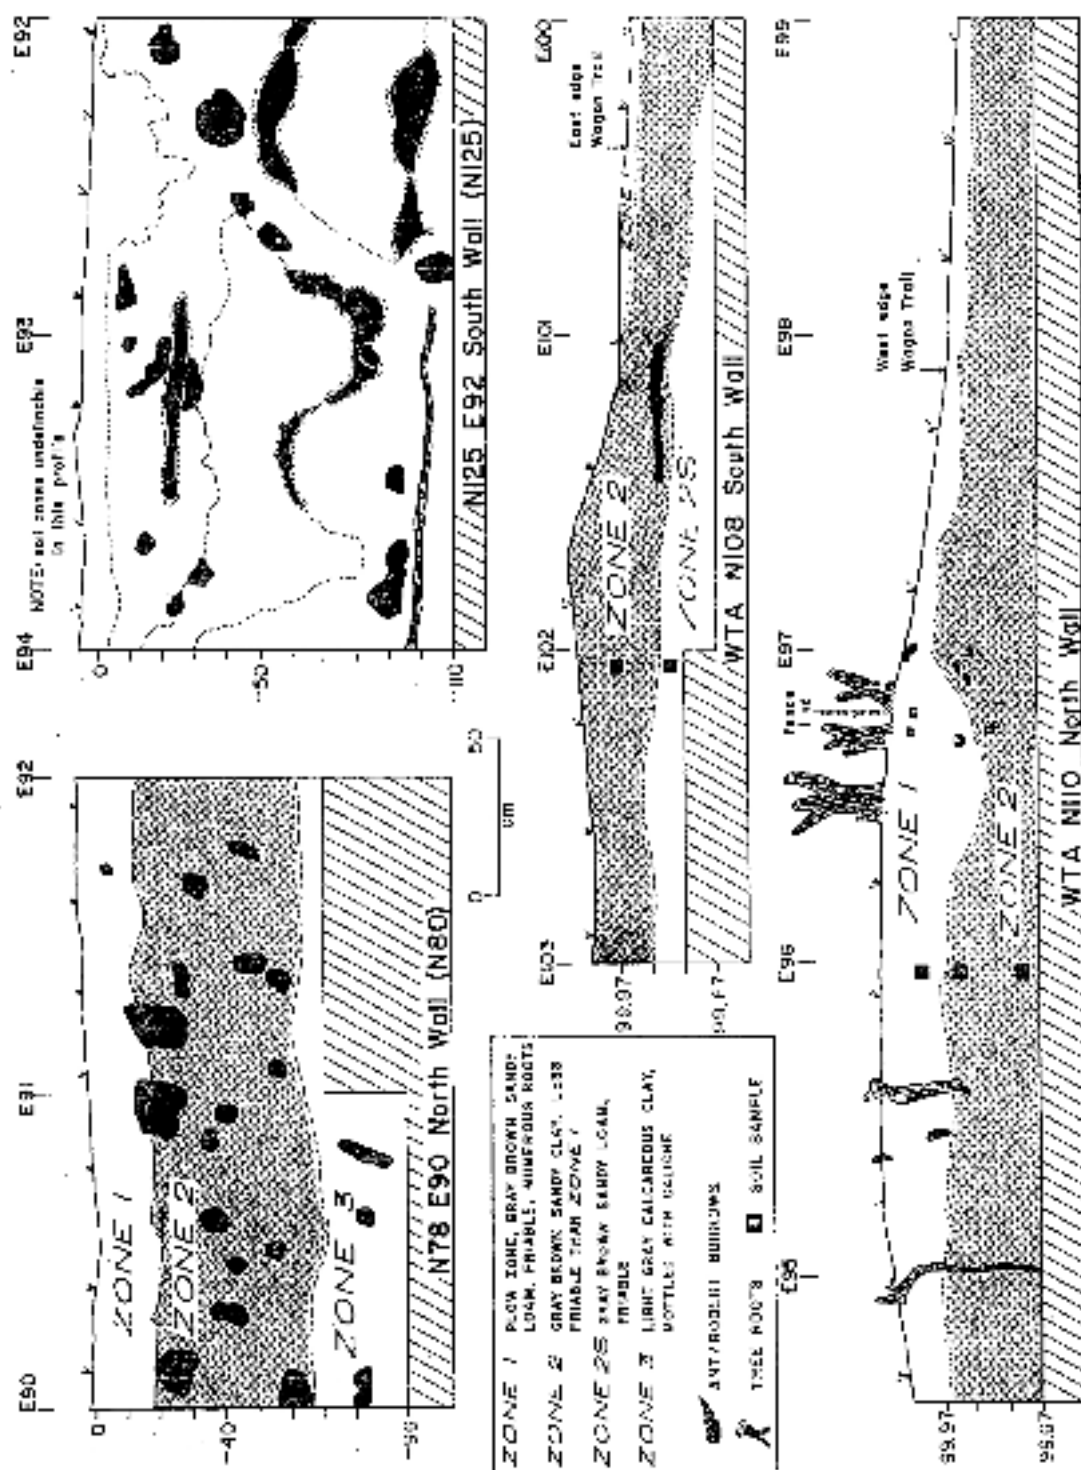 E94
E93
E92
NOTE: soil zones undefinable
in this profile
0
-50
-110
N125 E92 South Wall (N125)
E90
E91
E92
0
-40
-90
ZONE 1
ZONE 2
ZONE 3
N78 E90 North Wall (N80)
0
50
cm
E103
E102
E101
E100
East edge
Wagon Trail
ZONE 1
ZONE 2
ZONE 2S
99.97
99.67
WTA N108 South Wall
ZONE 1 PLOW ZONE, GRAY BROWN SANDY
LOAM, FRIABLE, NUMEROUS ROOTS
ZONE 2 GRAY BROWN SANDY CLAY, LESS
FRIABLE THAN ZONE 1
ZONE 2S GRAY BROWN SANDY LOAM,
FRIABLE
ZONE 3 LIGHT GRAY CALCAREOUS CLAY,
MOTTLED WITH CALICHE
ANT/RODENT BURROWS
TREE ROOTS
SOIL SAMPLE
E95
E96
E97
E98
E99
Fence
Line
West edge
Wagon Trail
ZONE 1
ZONE 2
99.97
99.67
WTA N110 North Wall